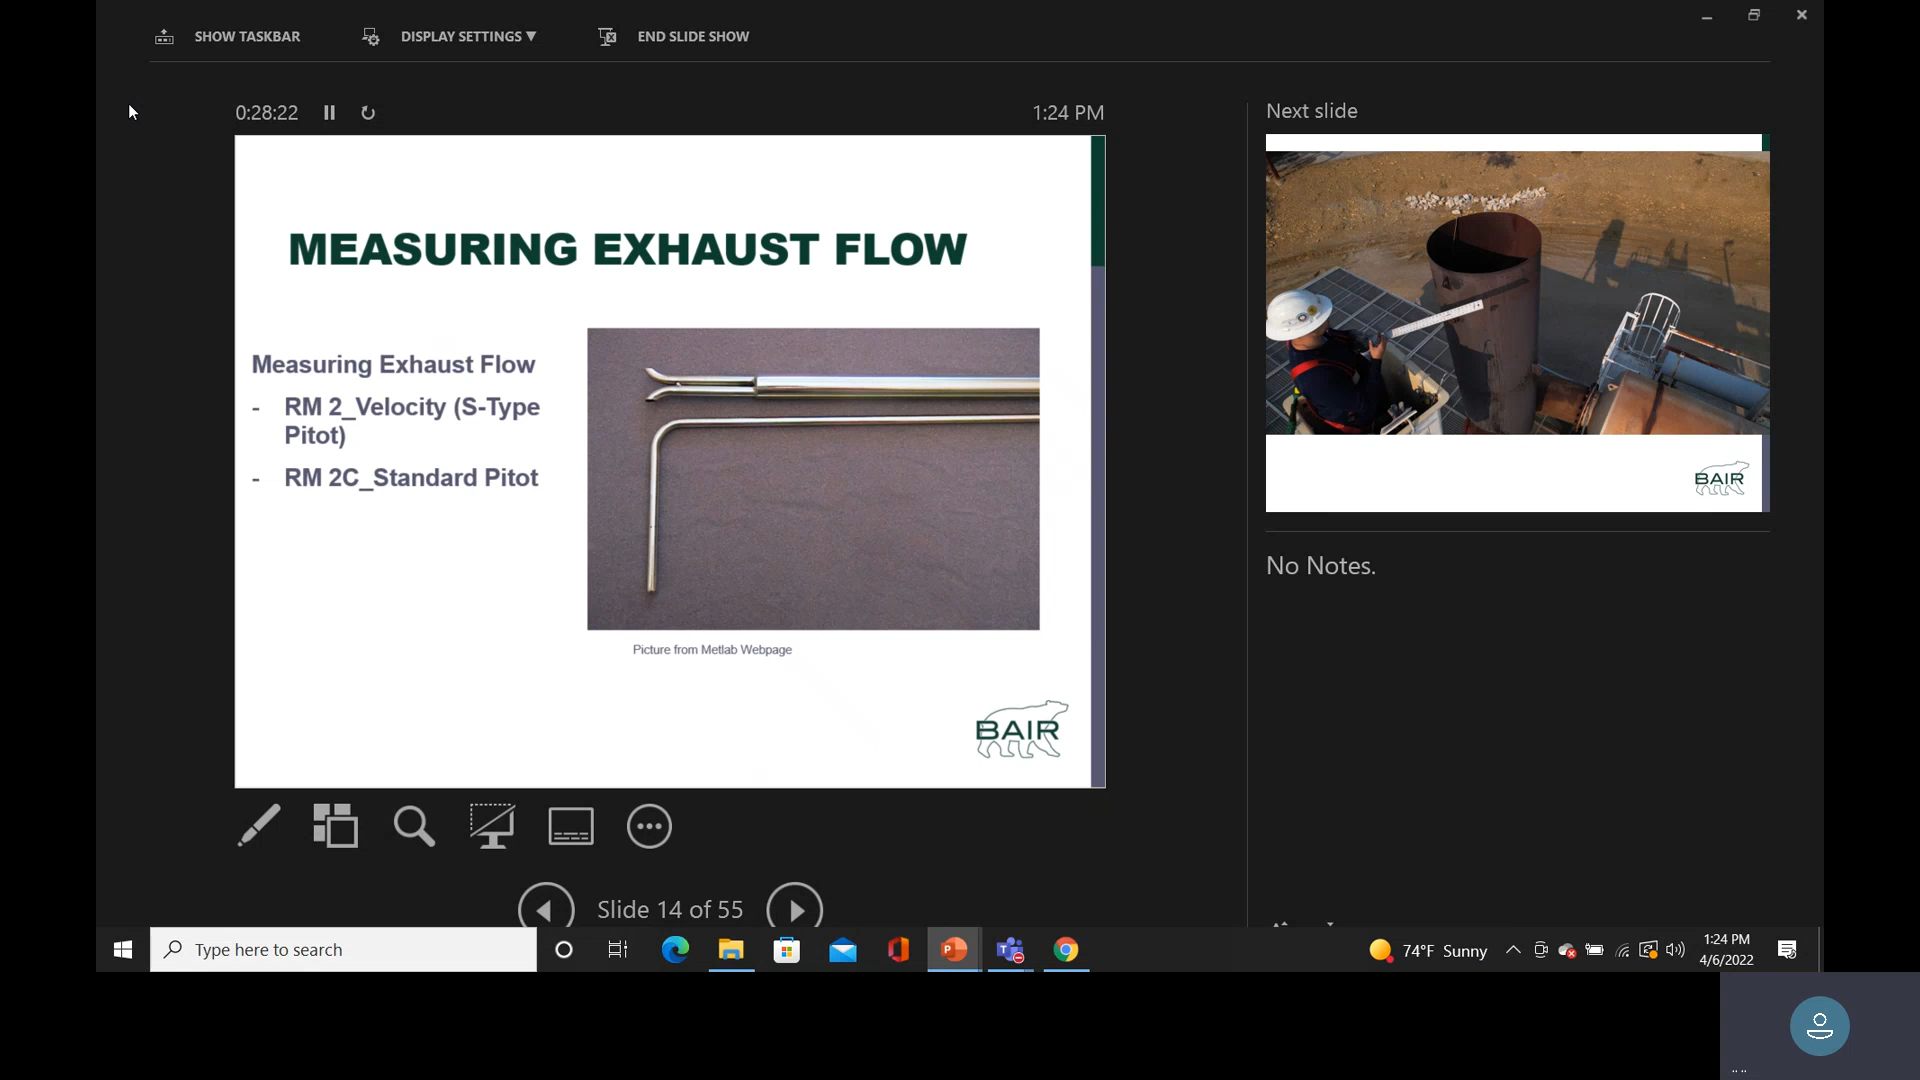 SHOW TASKBAR
DISPLAY SETTINGS ▼
END SLIDE SHOW
0:28:22
1:24 PM
Next slide
MEASURING EXHAUST FLOW
Measuring Exhaust Flow
- RM 2_Velocity (S-Type
Pitot)
- RM 2C_Standard Pitot
Picture from Metlab Webpage
BAIR
BAIR
No Notes.
Slide 14 of 55
Type here to search
74°F Sunny
1:24 PM
4/6/2022